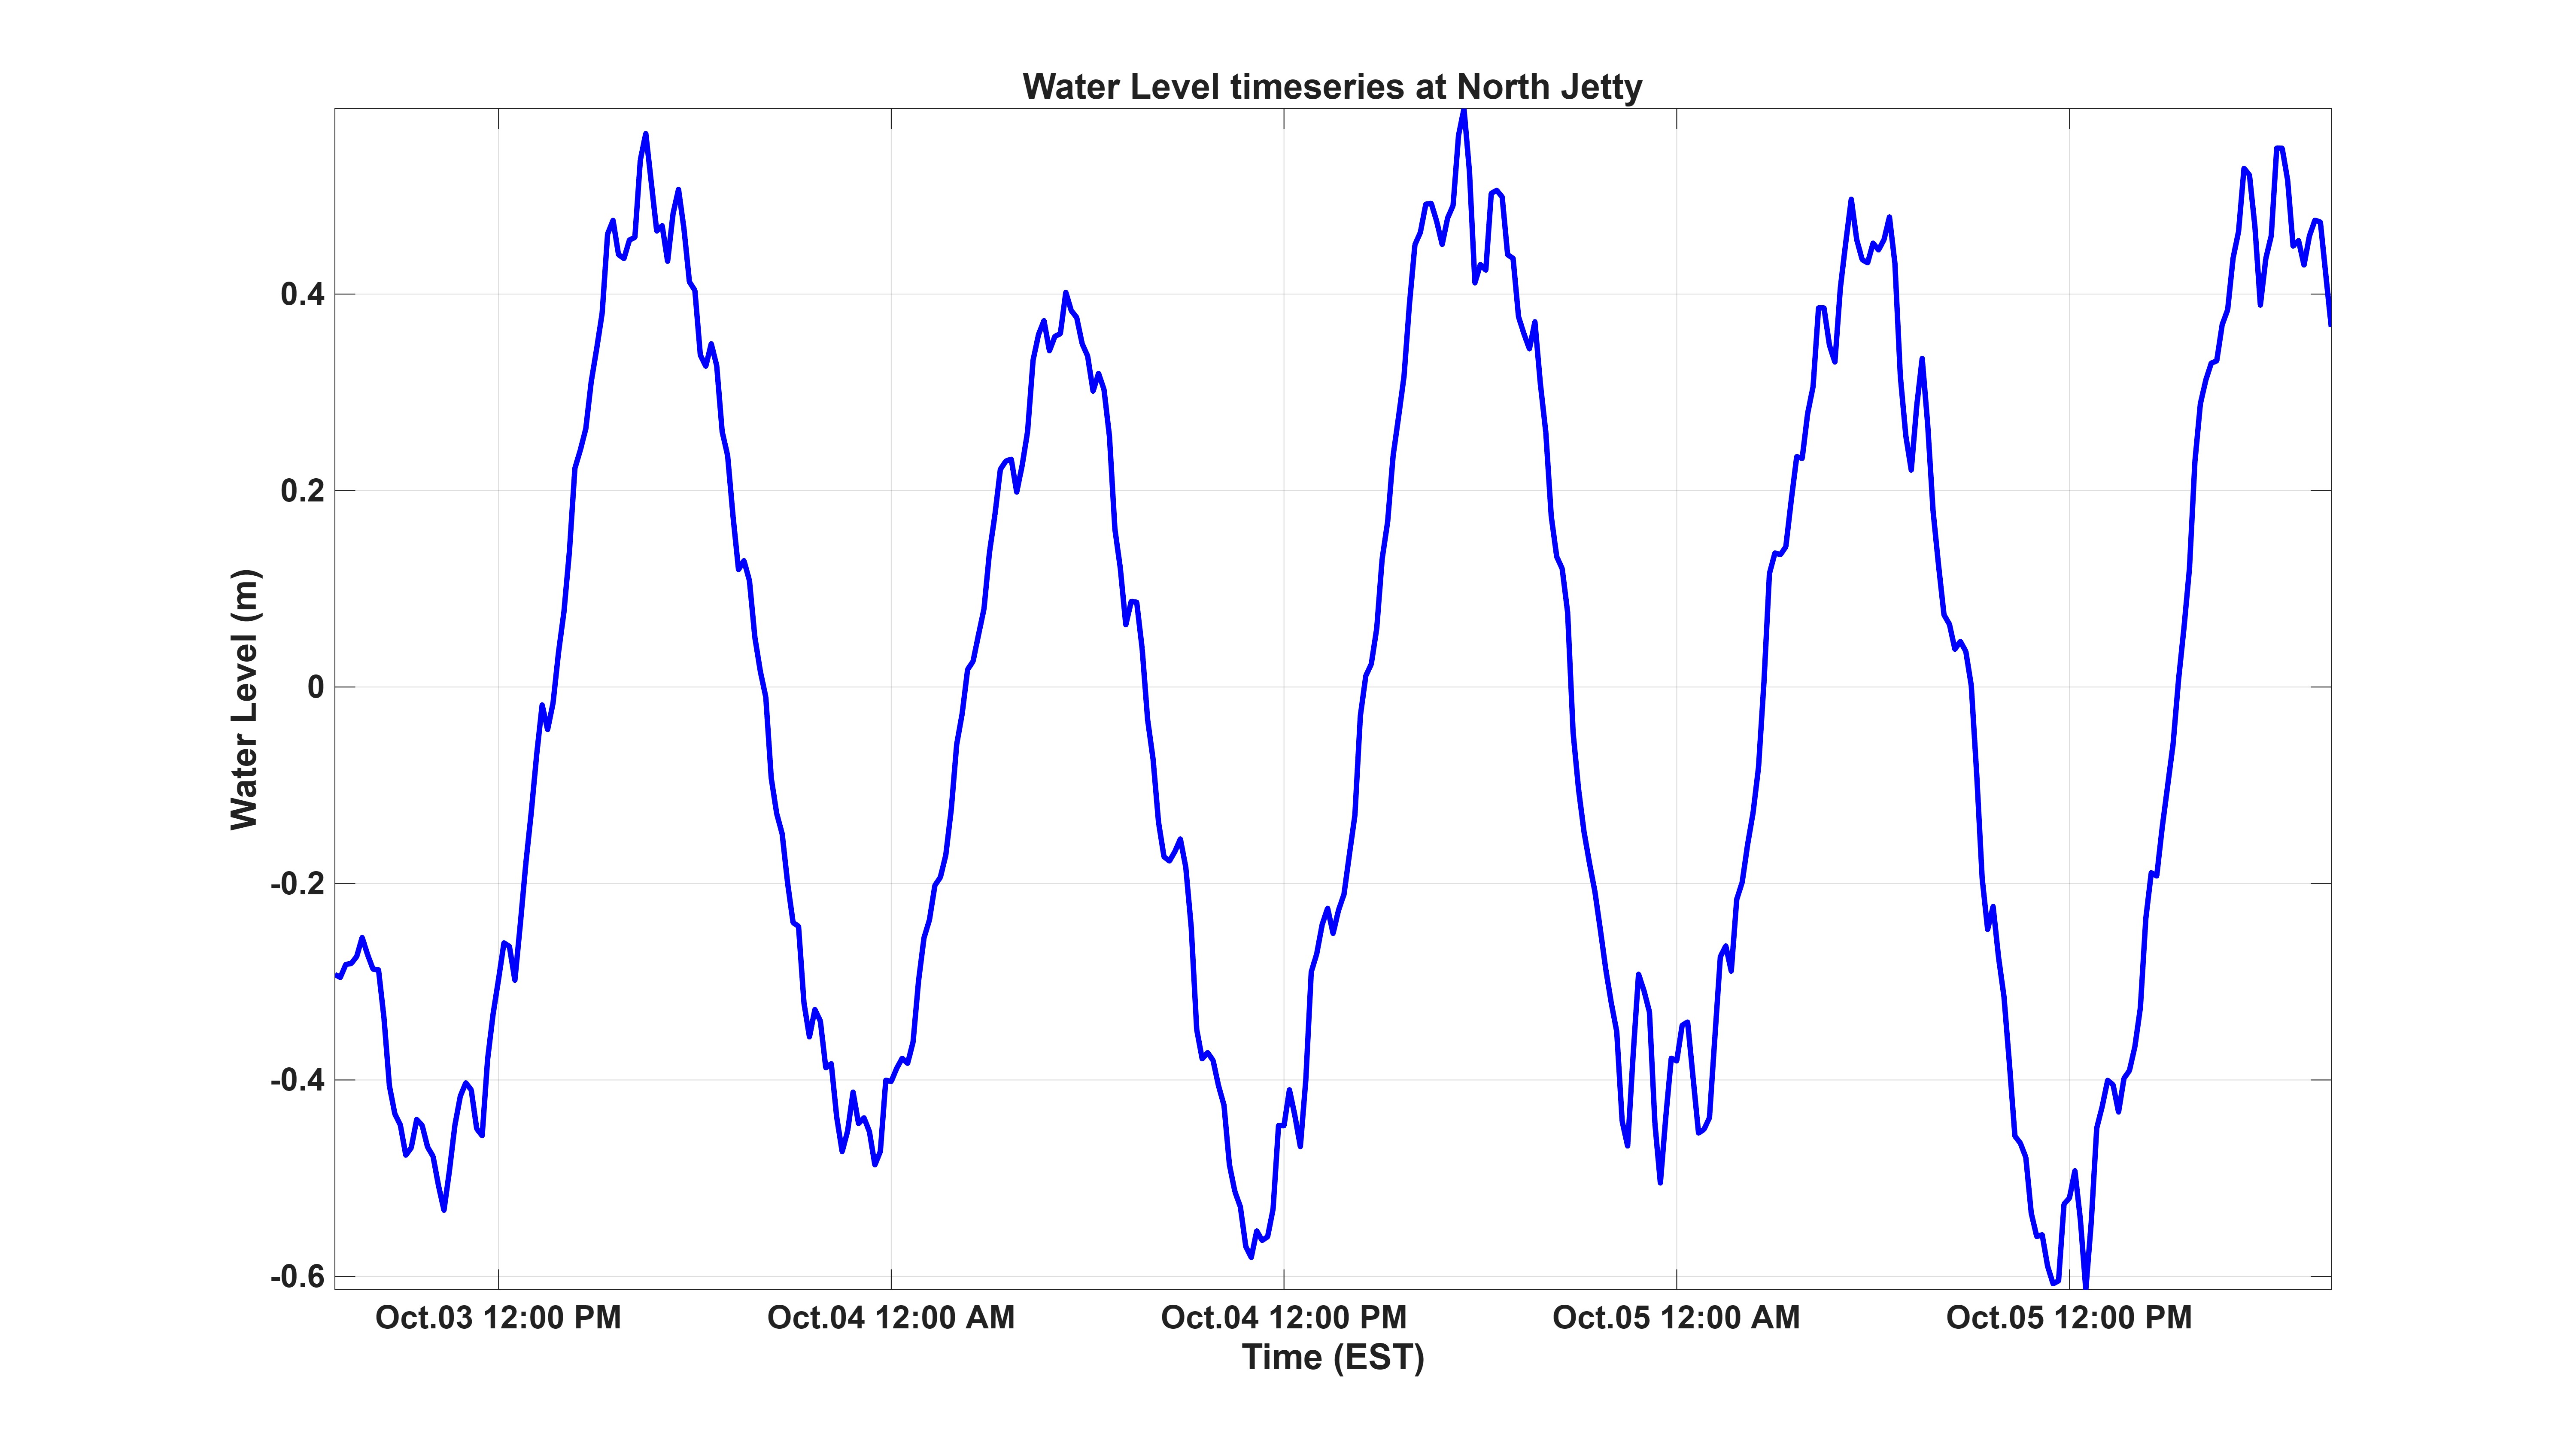 Water Level timeseries at North Jetty
Water Level (m)
0.4
0.2
0
-0.2
-0.4
-0.6
Oct.03 12:00 PM
Oct.04 12:00 AM
Oct.04 12:00 PM
Oct.05 12:00 AM
Oct.05 12:00 PM
Time (EST)